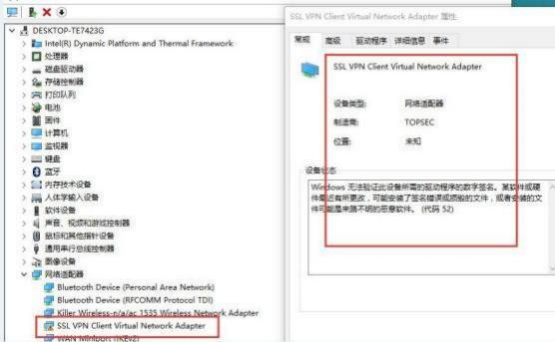 DESKTOP-TE7423G
Intel(R) Dynamic Platform and Thermal Framework
处理器
磁盘驱动器
存储控制器
打印队列
电池
固件
计算机
监视器
键盘
蓝牙
内存技术设备
人体学输入设备
软件设备
声音、视频和游戏控制器
鼠标和其他指针设备
通用串行总线控制器
图像设备
网络适配器
Bluetooth Device (Personal Area Network)
Bluetooth Device (RFCOMM Protocol TDI)
Killer Wireless-n/a/ac 1535 Wireless Network Adapter
SSL VPN Client Virtual Network Adapter
WAN Miniport (IKEv2)
SSL VPN Client Virtual Network Adapter 属性
常规 高级 驱动程序 详细信息 事件
SSL VPN Client Virtual Network Adapter
设备类型: 网络适配器
制造商: TOPSEC
位置: 未知
设备状态
Windows 无法验证此设备所需的驱动程序的数字签名。某软件或硬
件最近有所更改，可能安装了签名错误或损毁的文件，或者安装的文
件可能是来路不明的恶意软件。 (代码 52)